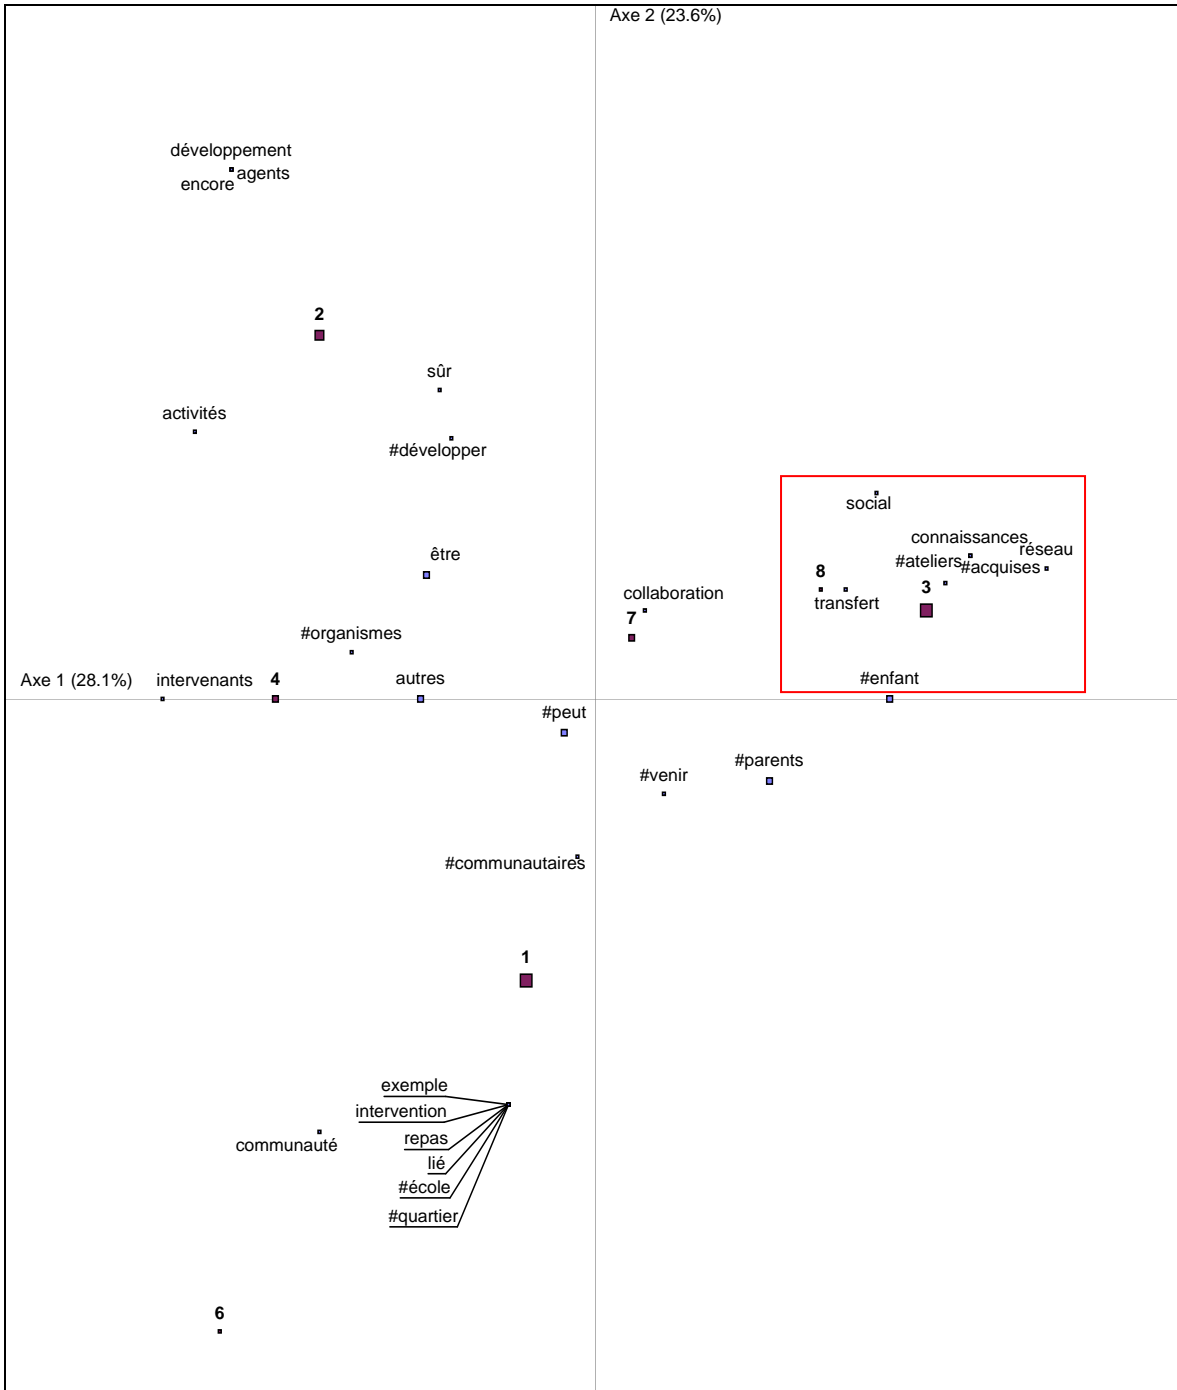 Axe 2 (23.6%)
développement
agents
encore
2
sûr
activités
#développer
social
connaissances
réseau
être
#ateliers
#acquises
8
3
collaboration
transfert
7
#organismes
Axe 1 (28.1%)
intervenants
4
autres
#enfant
#peut
#parents
#venir
#communautaires
1
exemple
intervention
repas
communauté
lié
#école
#quartier
6